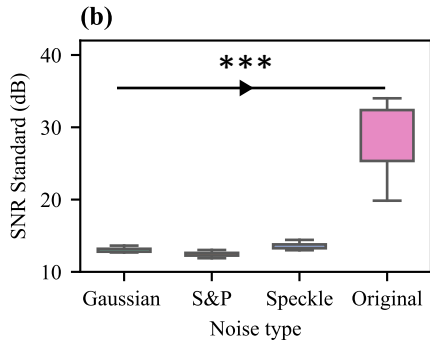 (b)
SNR Standard (dB)
40
30
20
10
***
Gaussian S&P Speckle Original
Noise type